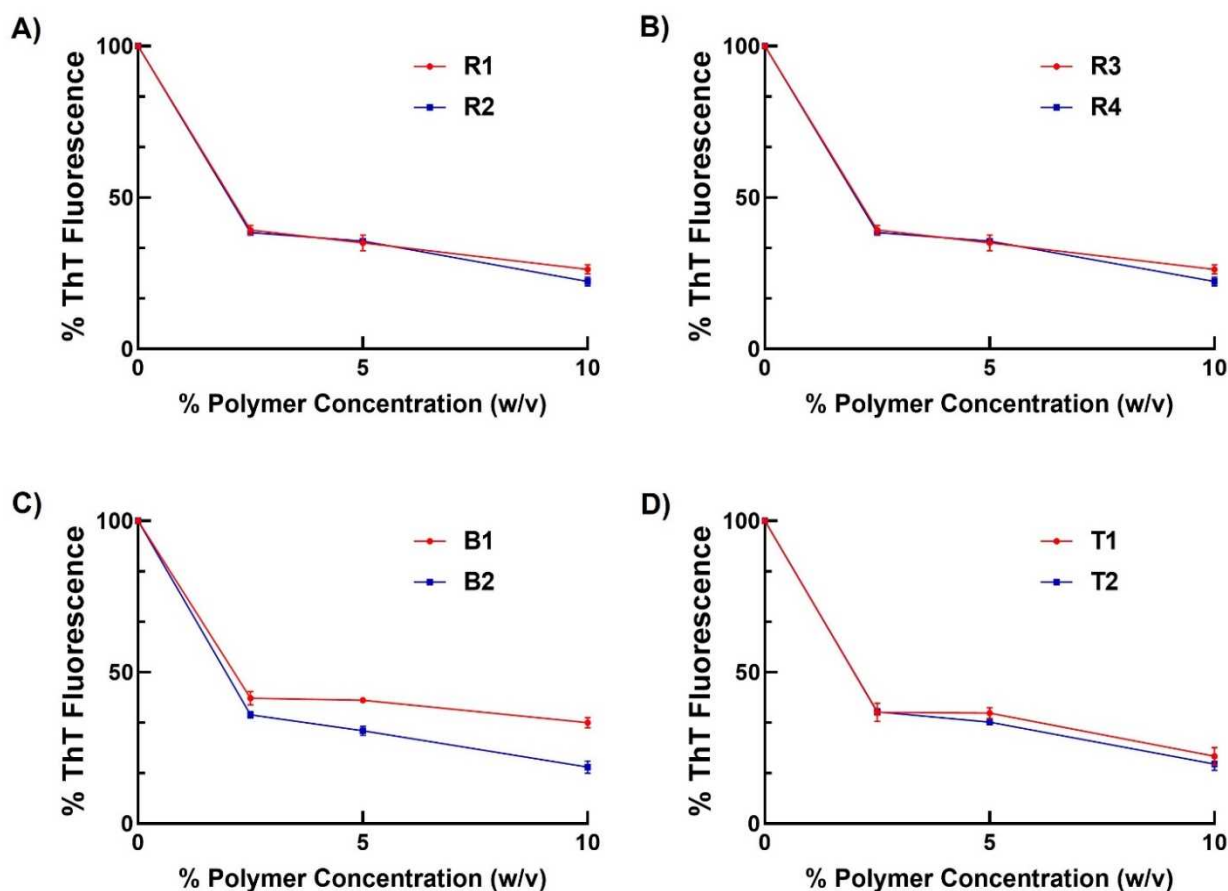 A)
% ThT Fluorescence
100
50
0
0 5 10
% Polymer Concentration (w/v)
R1
R2
B)
% ThT Fluorescence
100
50
0
0 5 10
% Polymer Concentration (w/v)
R3
R4
C)
% ThT Fluorescence
100
50
0
0 5 10
% Polymer Concentration (w/v)
B1
B2
D)
% ThT Fluorescence
100
50
0
0 5 10
% Polymer Concentration (w/v)
T1
T2